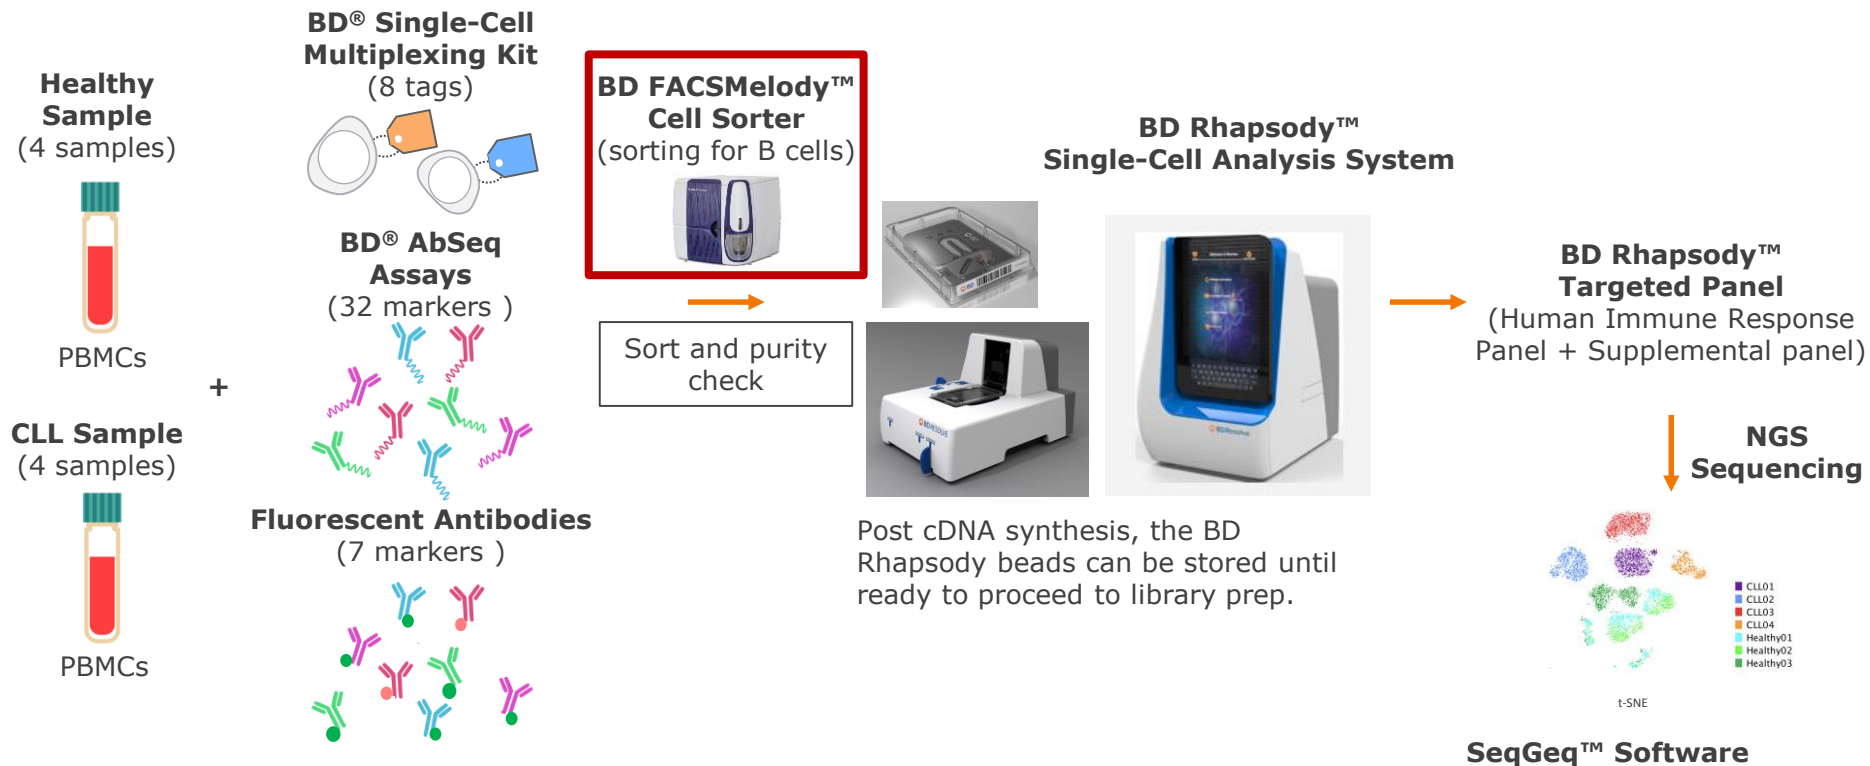 Healthy
Sample
(4 samples)
PBMCs
CLL Sample
(4 samples)
PBMCs
+
BD® Single-Cell
Multiplexing Kit
(8 tags)
BD® AbSeq
Assays
(32 markers )
Fluorescent Antibodies
(7 markers )
BD FACSMelody™
Cell Sorter
(sorting for B cells)
Sort and purity
check
BD Rhapsody™
Single-Cell Analysis System
Post cDNA synthesis, the BD
Rhapsody beads can be stored until
ready to proceed to library prep.
BD Rhapsody™
Targeted Panel
(Human Immune Response
Panel + Supplemental panel)
NGS
Sequencing
CLL01
CLL02
CLL03
CLL04
Healthy01
Healthy02
Healthy03
t-SNE
SeqGeq™ Software